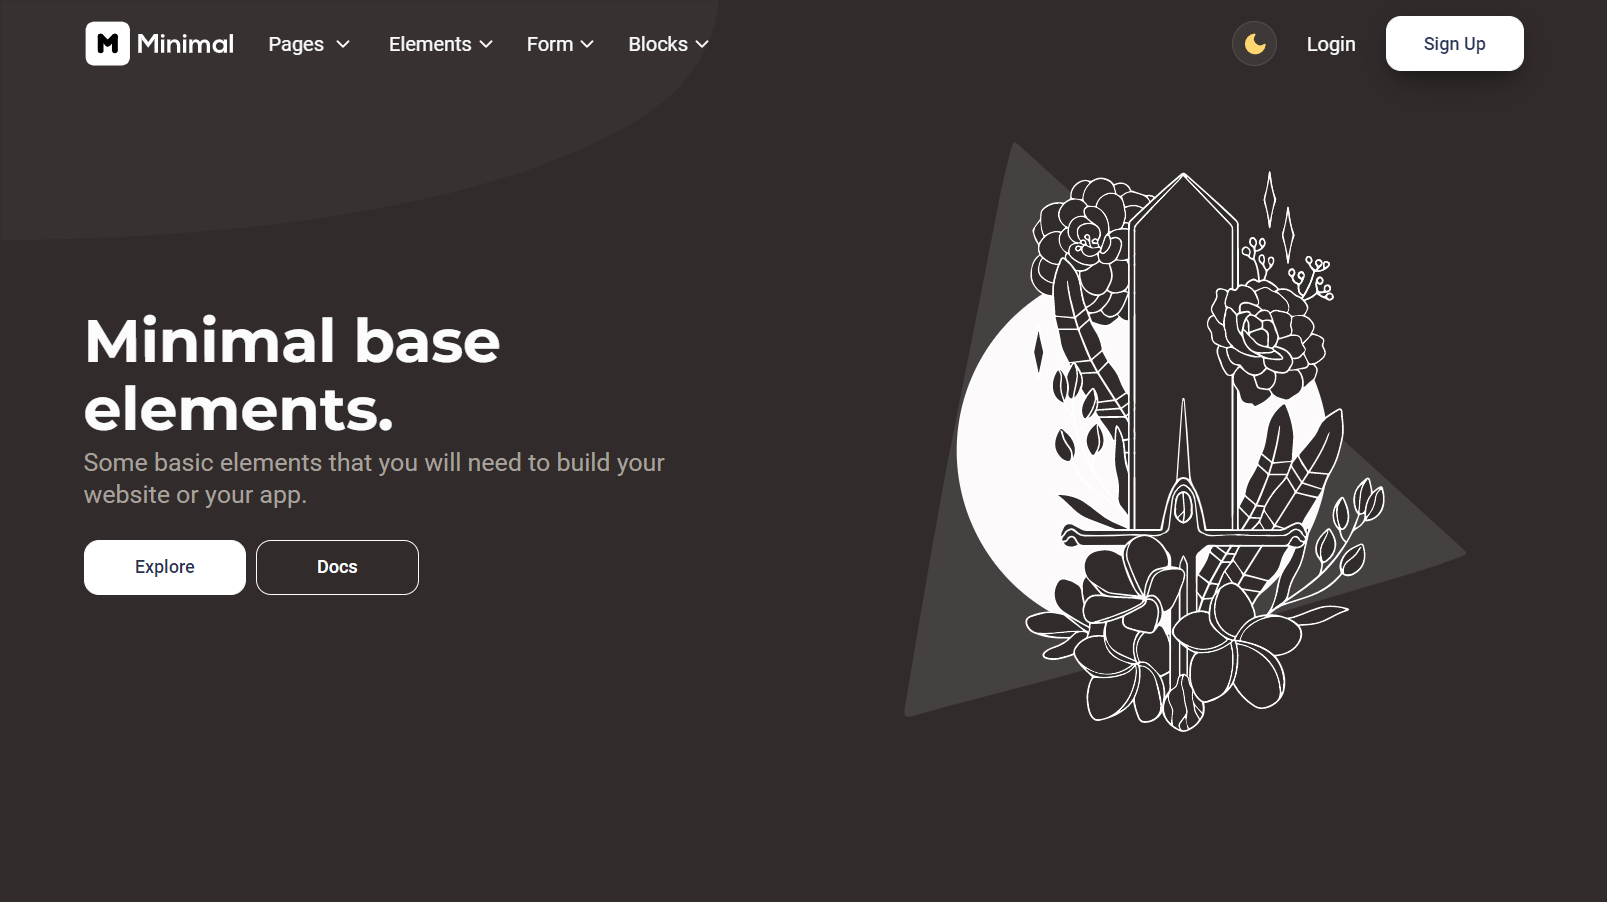 M Minimal Pages Elements Form Blocks Login Sign Up
Minimal base
elements.
Some basic elements that you will need to build your
website or your app.
Explore Docs